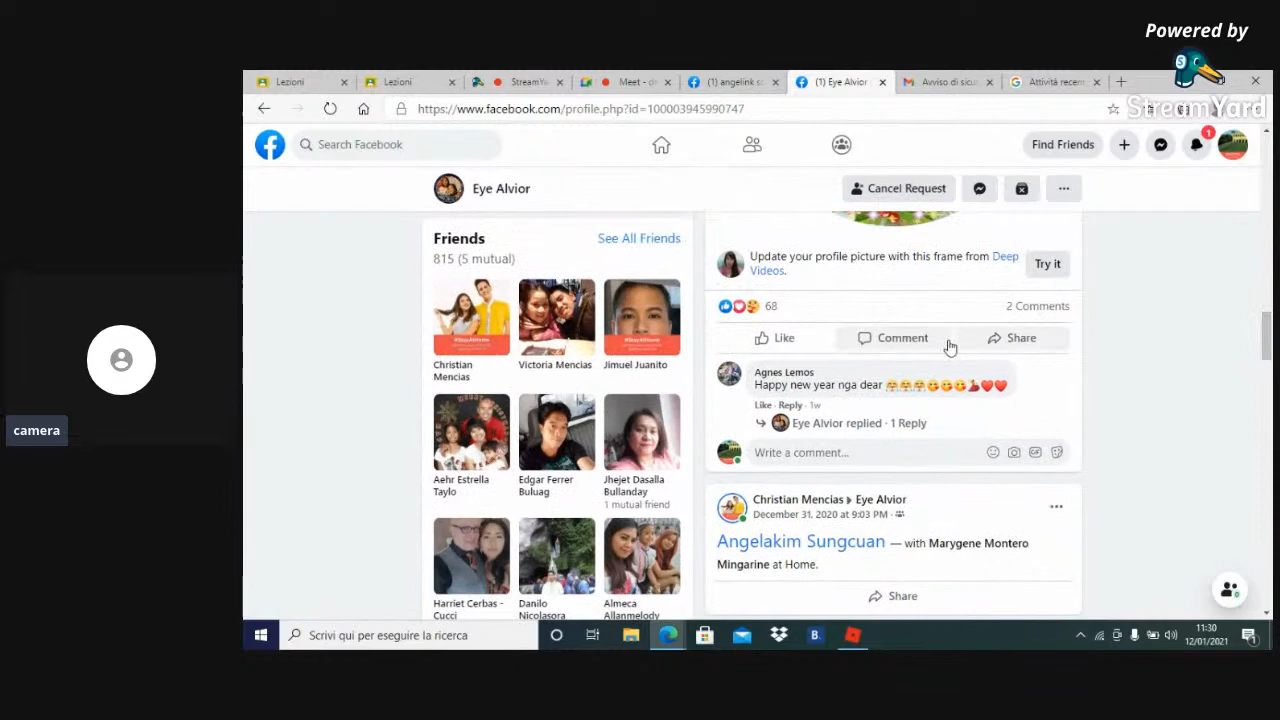 Powered by
StreamYard
Lezioni
Lezioni
StreamYa
Meet - d
(1) angelink s
(1) Eye Alvior
Avviso di sicu
Attività recen
https://www.facebook.com/profile.php?id=100003945990747
Search Facebook
Find Friends
1
Eye Alvior
Cancel Request
Friends
See All Friends
815 (5 mutual)
Christian
Mencias
Victoria Mencias
Jimuel Juanito
Aehr Estrella
Taylo
Edgar Ferrer
Buluag
Jhejet Dasalla
Bullanday
1 mutual friend
Harriet Cerbas -
Cucci
Danilo
Nicolasora
Almeca
Allanmelody
Update your profile picture with this frame from Deep
Videos.
Try it
68
2 Comments
Like
Comment
Share
Agnes Lemos
Happy new year nga dear 🤗🤗🤗😋😋😋💃❤️❤️
Like · Reply · 1w
Eye Alvior replied · 1 Reply
Write a comment...
GIF
Christian Mencias ▸ Eye Alvior
December 31, 2020 at 9:03 PM ·
Angelakim Sungcuan — with Marygene Montero
Mingarine at Home.
Share
camera
Scrivi qui per eseguire la ricerca
B.
11:30
12/01/2021
1